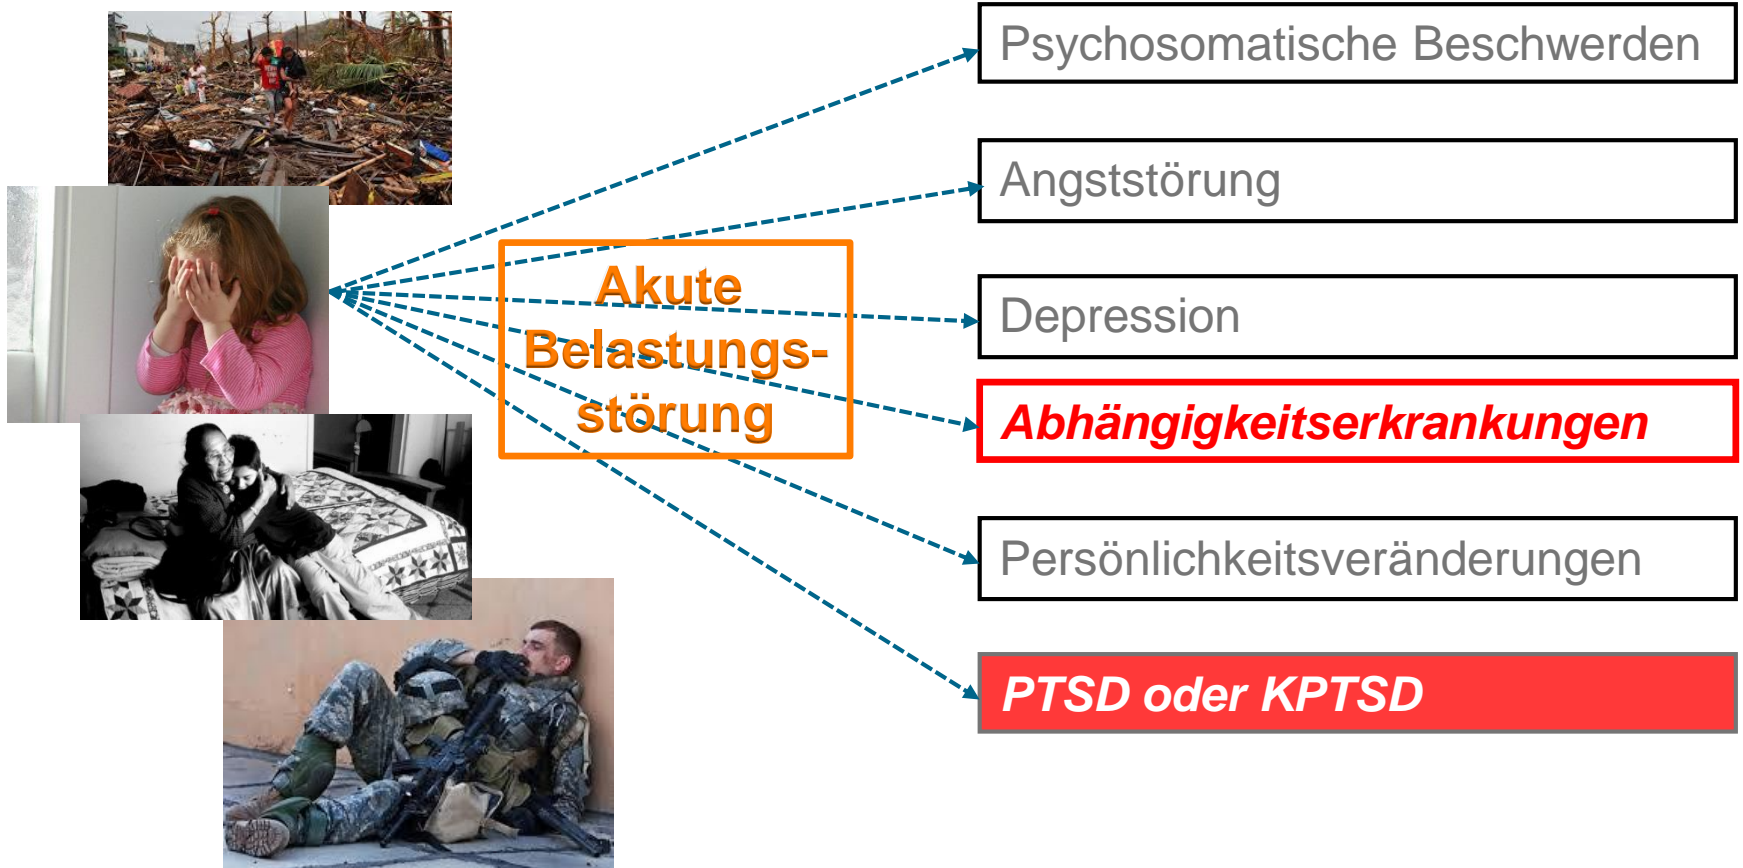 Psychosomatische Beschwerden
Angststörung
Akute
Belastungs-
störung
Depression
Abhängigkeitserkrankungen
Persönlichkeitsveränderungen
PTSD oder KPTSD